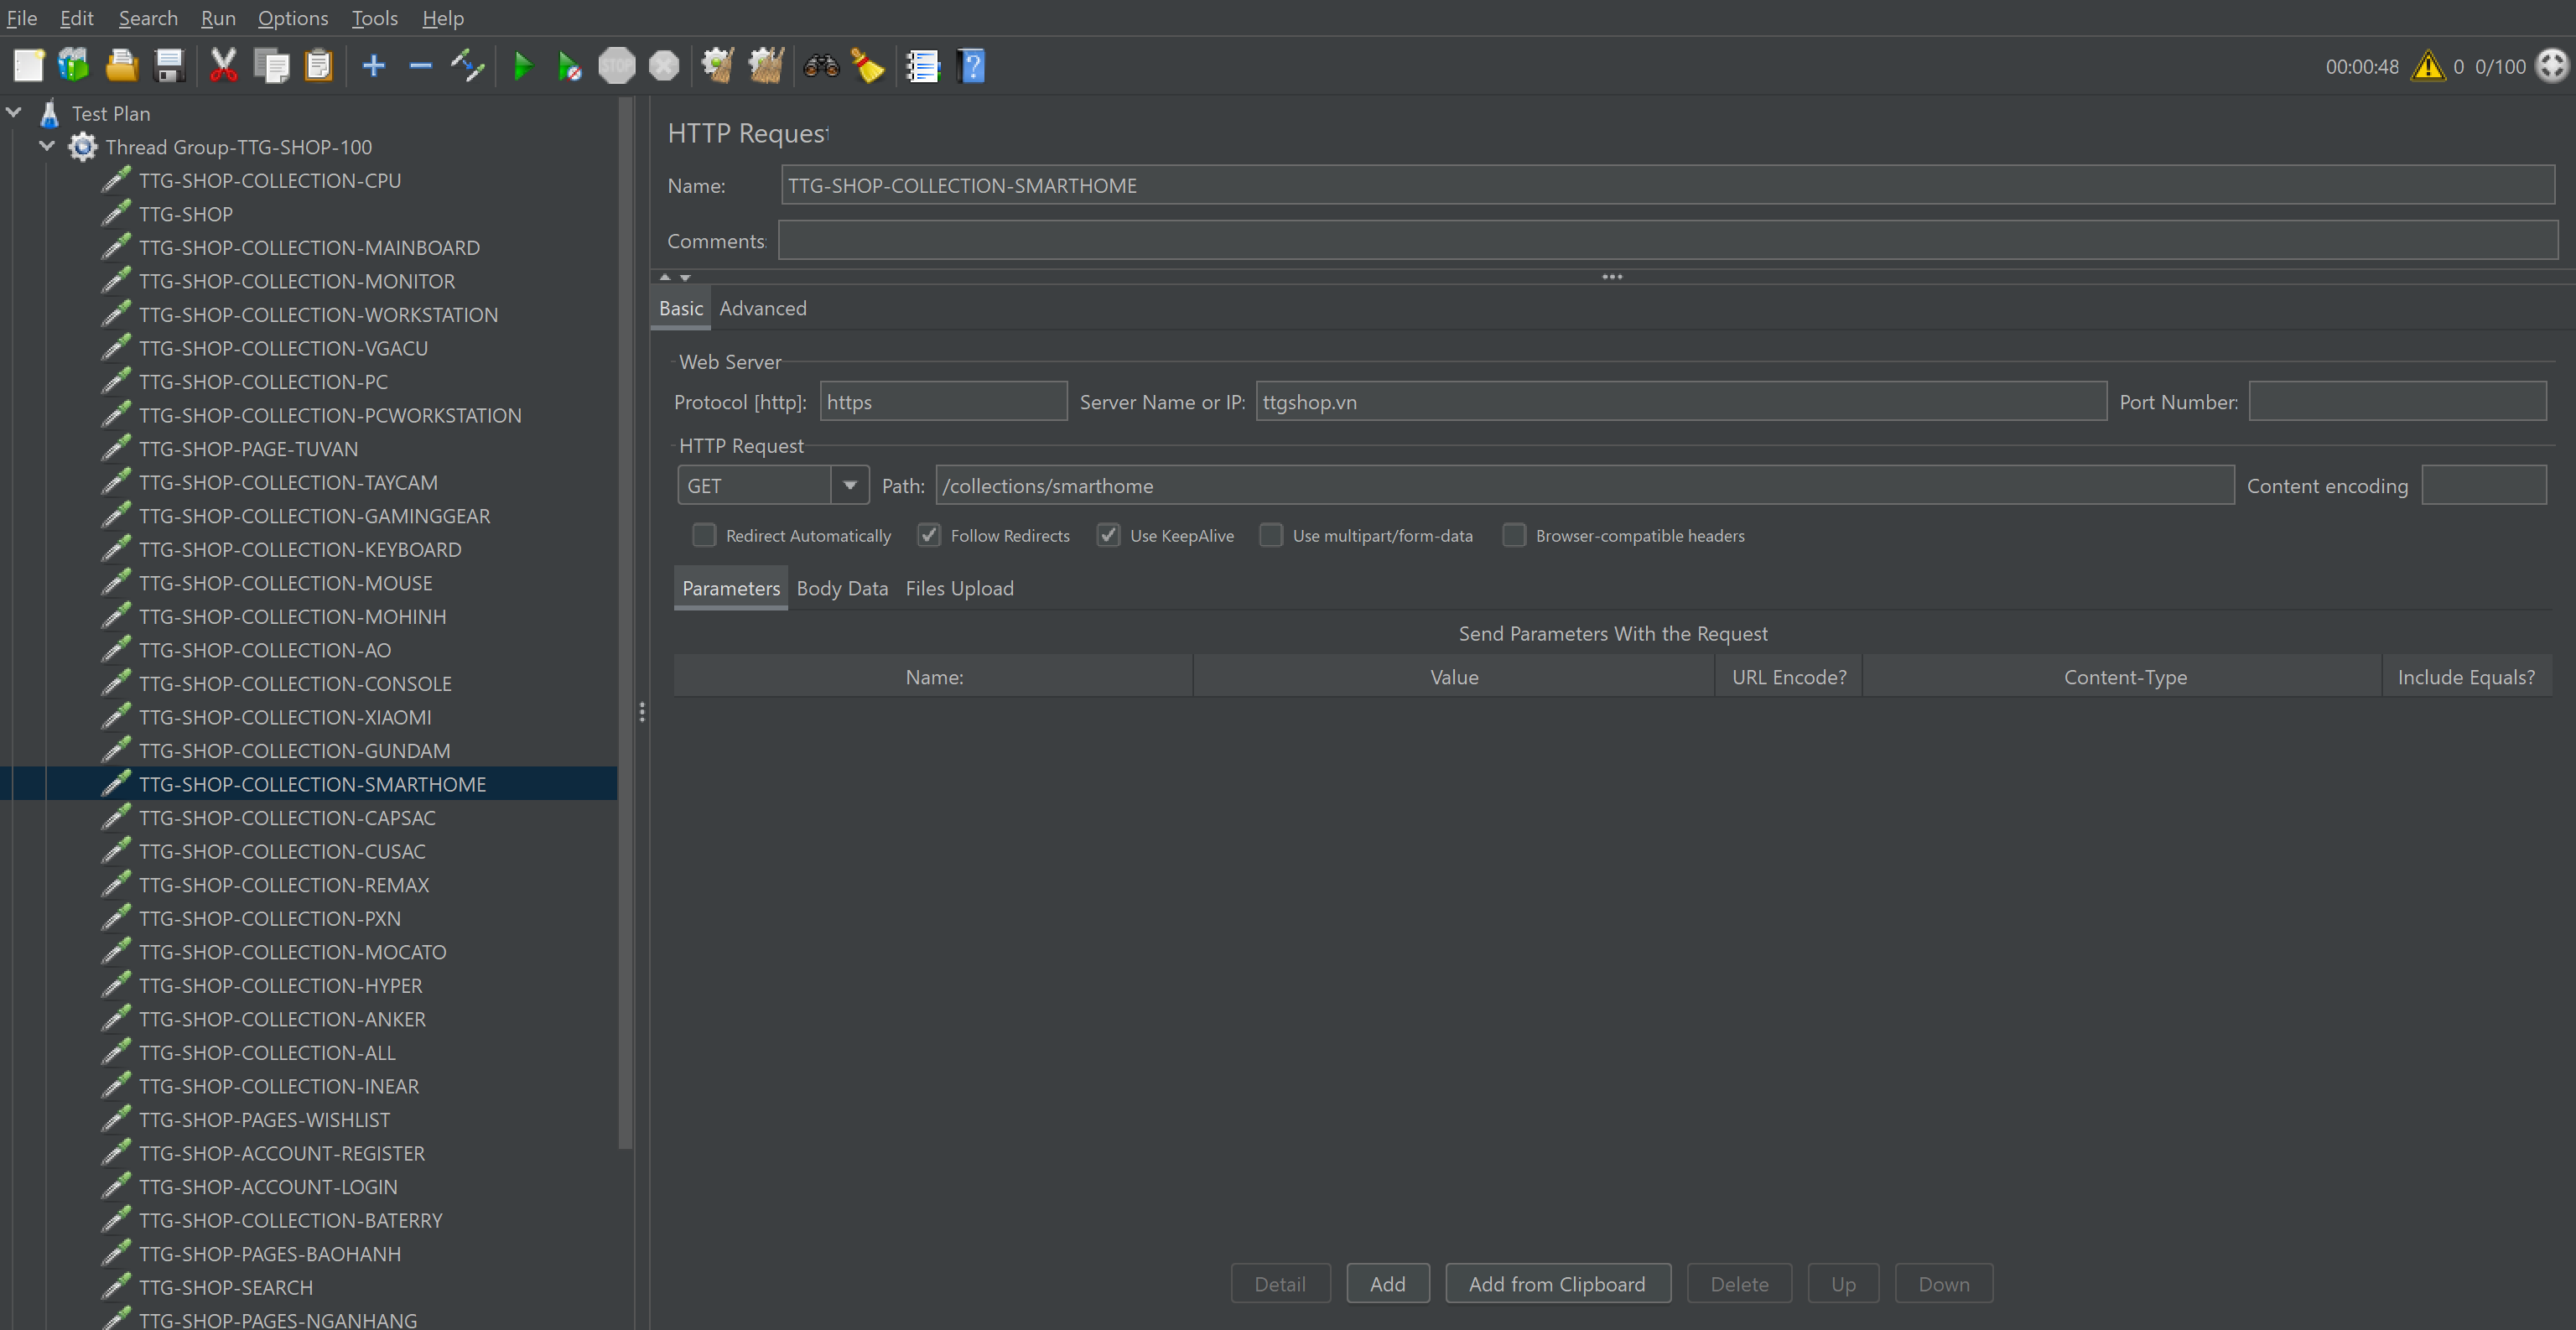 File Edit Search Run Options Tools Help
STOP
00:00:48 0 0/100
Test Plan
Thread Group-TTG-SHOP-100
TTG-SHOP-COLLECTION-CPU
TTG-SHOP
TTG-SHOP-COLLECTION-MAINBOARD
TTG-SHOP-COLLECTION-MONITOR
TTG-SHOP-COLLECTION-WORKSTATION
TTG-SHOP-COLLECTION-VGACU
TTG-SHOP-COLLECTION-PC
TTG-SHOP-COLLECTION-PCWORKSTATION
TTG-SHOP-PAGE-TUVAN
TTG-SHOP-COLLECTION-TAYCAM
TTG-SHOP-COLLECTION-GAMINGGEAR
TTG-SHOP-COLLECTION-KEYBOARD
TTG-SHOP-COLLECTION-MOUSE
TTG-SHOP-COLLECTION-MOHINH
TTG-SHOP-COLLECTION-AO
TTG-SHOP-COLLECTION-CONSOLE
TTG-SHOP-COLLECTION-XIAOMI
TTG-SHOP-COLLECTION-GUNDAM
TTG-SHOP-COLLECTION-SMARTHOME
TTG-SHOP-COLLECTION-CAPSAC
TTG-SHOP-COLLECTION-CUSAC
TTG-SHOP-COLLECTION-REMAX
TTG-SHOP-COLLECTION-PXN
TTG-SHOP-COLLECTION-MOCATO
TTG-SHOP-COLLECTION-HYPER
TTG-SHOP-COLLECTION-ANKER
TTG-SHOP-COLLECTION-ALL
TTG-SHOP-COLLECTION-INEAR
TTG-SHOP-PAGES-WISHLIST
TTG-SHOP-ACCOUNT-REGISTER
TTG-SHOP-ACCOUNT-LOGIN
TTG-SHOP-COLLECTION-BATERRY
TTG-SHOP-PAGES-BAOHANH
TTG-SHOP-SEARCH
TTG-SHOP-PAGES-NGANHANG
HTTP Request
Name: TTG-SHOP-COLLECTION-SMARTHOME
Comments:
Basic Advanced
Web Server
Protocol [http]: https Server Name or IP: ttgshop.vn Port Number:
HTTP Request
GET Path: /collections/smarthome Content encoding
Redirect Automatically Follow Redirects Use KeepAlive Use multipart/form-data Browser-compatible headers
Parameters Body Data Files Upload
Send Parameters With the Request
Name: Value URL Encode? Content-Type Include Equals?
Detail Add Add from Clipboard Delete Up Down